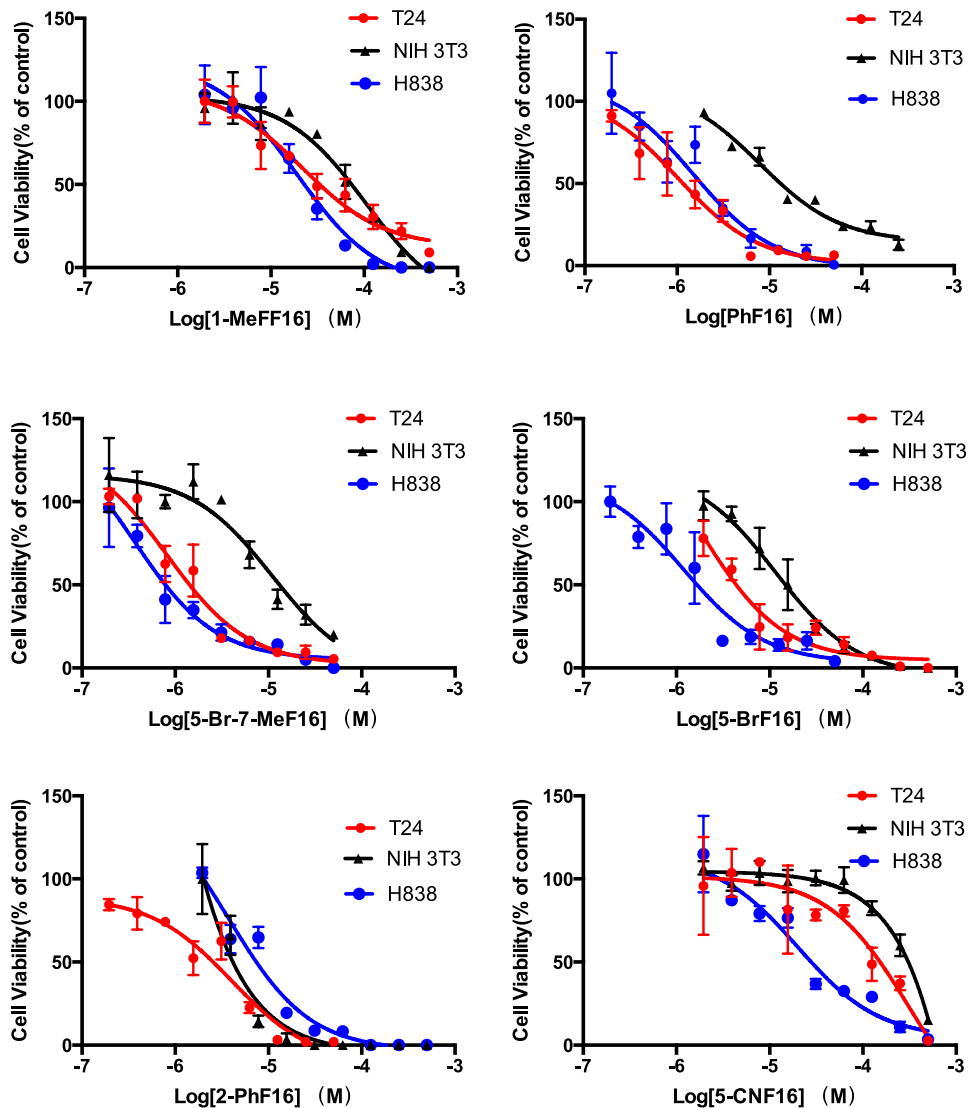 T24
NIH 3T3
H838
Cell Viability(% of control)
150
100
50
0
-7
-6
-5
-4
-3
Log[1-MeFF16] (M)
T24
NIH 3T3
H838
Cell Viability(% of control)
150
100
50
0
-7
-6
-5
-4
-3
Log[PhF16] (M)
T24
NIH 3T3
H838
Cell Viability(% of control)
150
100
50
0
-7
-6
-5
-4
-3
Log[5-Br-7-MeF16] (M)
T24
NIH 3T3
H838
Cell Viability(% of control)
150
100
50
0
-7
-6
-5
-4
-3
Log[5-BrF16] (M)
T24
NIH 3T3
H838
Cell Viability(% of control)
150
100
50
0
-7
-6
-5
-4
-3
Log[2-PhF16] (M)
T24
NIH 3T3
H838
Cell Viability(% of control)
150
100
50
0
-7
-6
-5
-4
-3
Log[5-CNF16] (M)